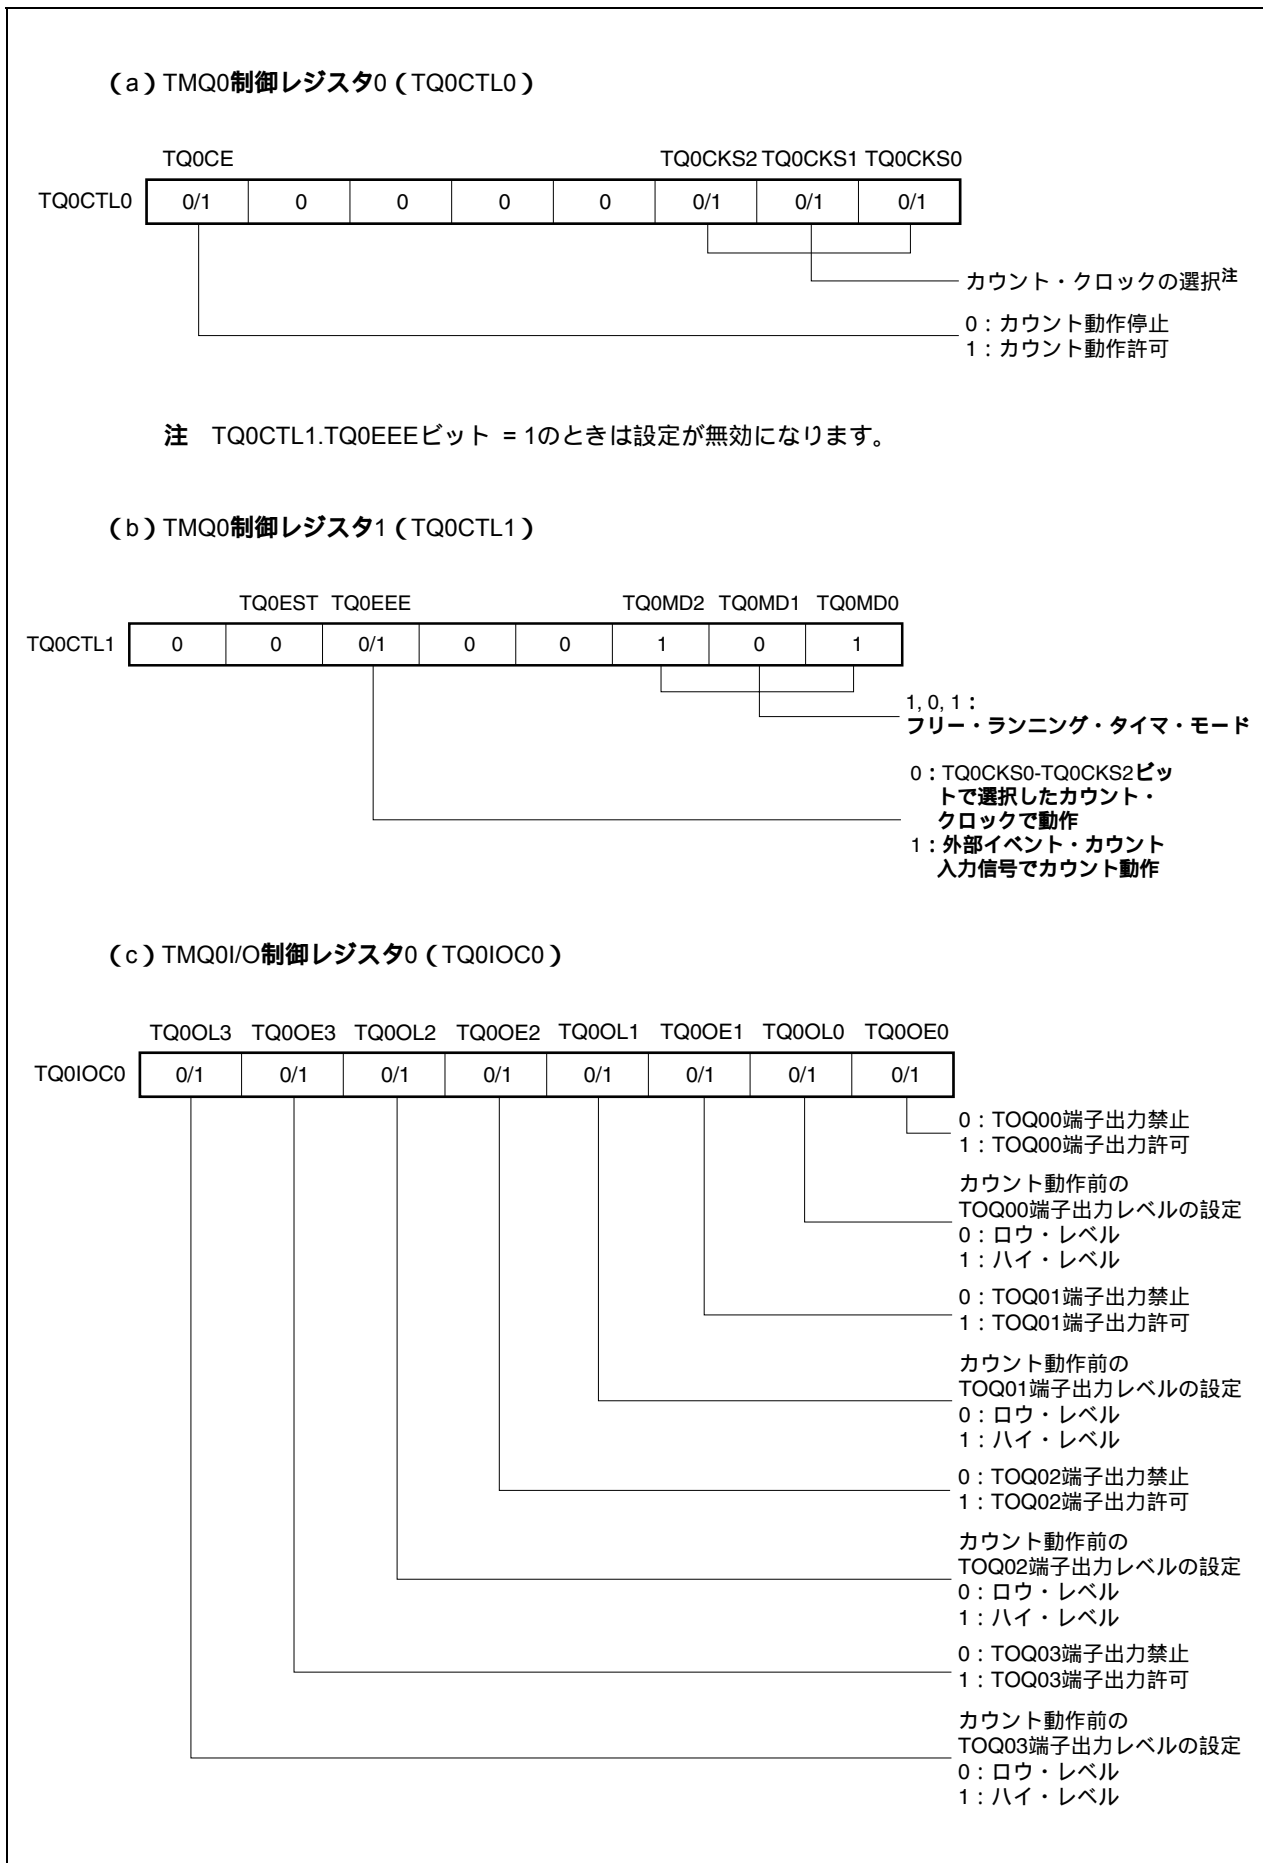 （a）TMQ0制御レジスタ0（TQ0CTL0）
TQ0CE TQ0CKS2 TQ0CKS1 TQ0CKS0
TQ0CTL0 0/1 0 0 0 0 0/1 0/1 0/1
カウント・クロックの選択注
0：カウント動作停止
1：カウント動作許可
注 TQ0CTL1.TQ0EEEビット = 1のときは設定が無効になります。
（b）TMQ0制御レジスタ1（TQ0CTL1）
TQ0EST TQ0EEE TQ0MD2 TQ0MD1 TQ0MD0
TQ0CTL1 0 0 0/1 0 0 1 0 1
1, 0, 1：
フリー・ランニング・タイマ・モード
0：TQ0CKS0-TQ0CKS2ビッ
トで選択したカウント・
クロックで動作
1：外部イベント・カウント
入力信号でカウント動作
（c）TMQ0I/O制御レジスタ0（TQ0IOC0）
TQ0OL3 TQ0OE3 TQ0OL2 TQ0OE2 TQ0OL1 TQ0OE1 TQ0OL0 TQ0OE0
TQ0IOC0 0/1 0/1 0/1 0/1 0/1 0/1 0/1 0/1
0：TOQ00端子出力禁止
1：TOQ00端子出力許可
カウント動作前の
TOQ00端子出力レベルの設定
0：ロウ・レベル
1：ハイ・レベル
0：TOQ01端子出力禁止
1：TOQ01端子出力許可
カウント動作前の
TOQ01端子出力レベルの設定
0：ロウ・レベル
1：ハイ・レベル
0：TOQ02端子出力禁止
1：TOQ02端子出力許可
カウント動作前の
TOQ02端子出力レベルの設定
0：ロウ・レベル
1：ハイ・レベル
0：TOQ03端子出力禁止
1：TOQ03端子出力許可
カウント動作前の
TOQ03端子出力レベルの設定
0：ロウ・レベル
1：ハイ・レベル